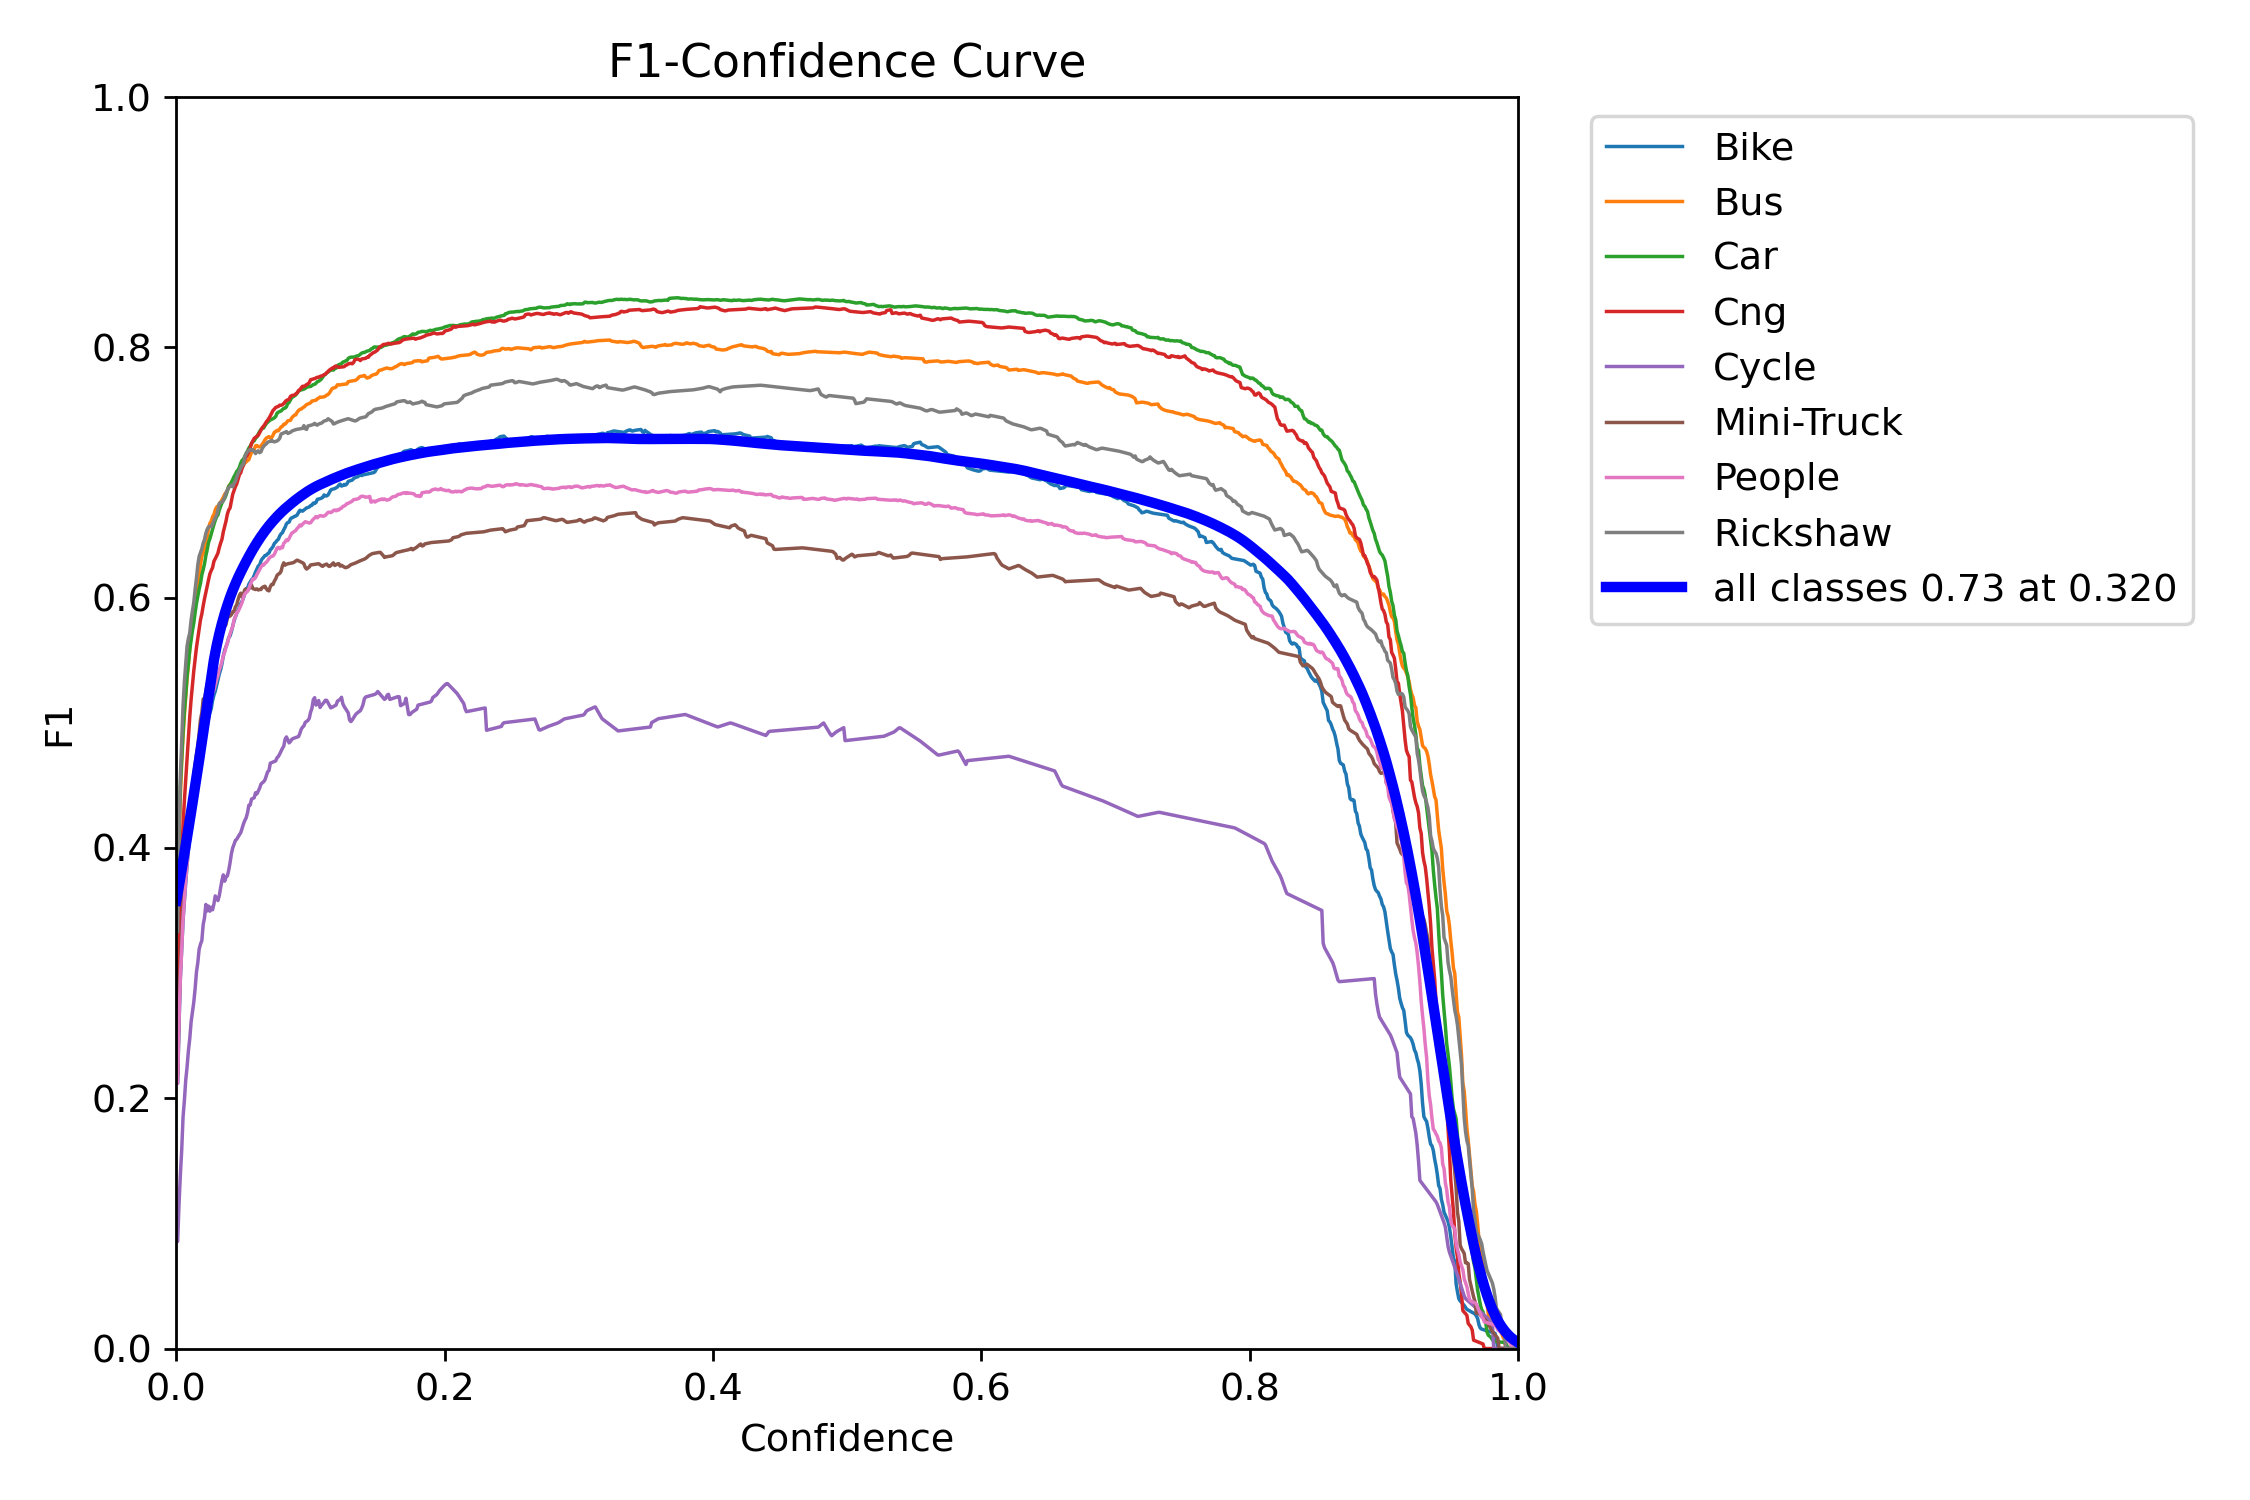 F1-Confidence Curve
1.0
0.8
0.6
0.4
0.2
0.0
F1
0.0 0.2 0.4 0.6 0.8 1.0
Confidence
Bike
Bus
Car
Cng
Cycle
Mini-Truck
People
Rickshaw
all classes 0.73 at 0.320